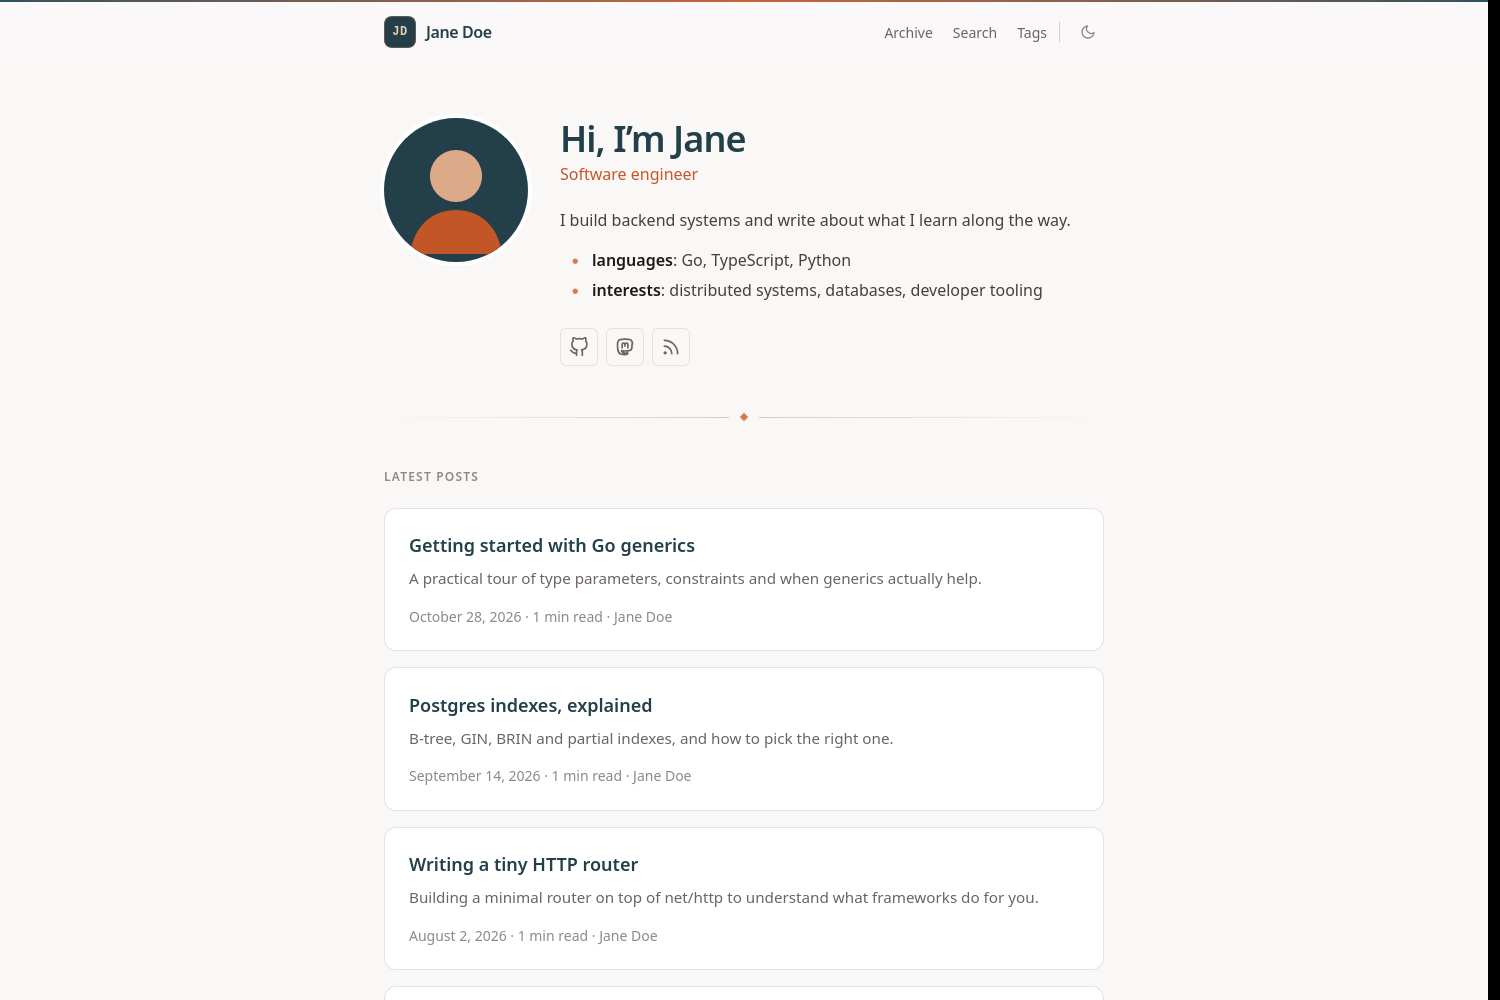 JD
Jane Doe
Archive
Search
Tags
Hi, I’m Jane
Software engineer
I build backend systems and write about what I learn along the way.
languages: Go, TypeScript, Python
interests: distributed systems, databases, developer tooling
LATEST POSTS
Getting started with Go generics
A practical tour of type parameters, constraints and when generics actually help.
October 28, 2026 · 1 min read · Jane Doe
Postgres indexes, explained
B-tree, GIN, BRIN and partial indexes, and how to pick the right one.
September 14, 2026 · 1 min read · Jane Doe
Writing a tiny HTTP router
Building a minimal router on top of net/http to understand what frameworks do for you.
August 2, 2026 · 1 min read · Jane Doe